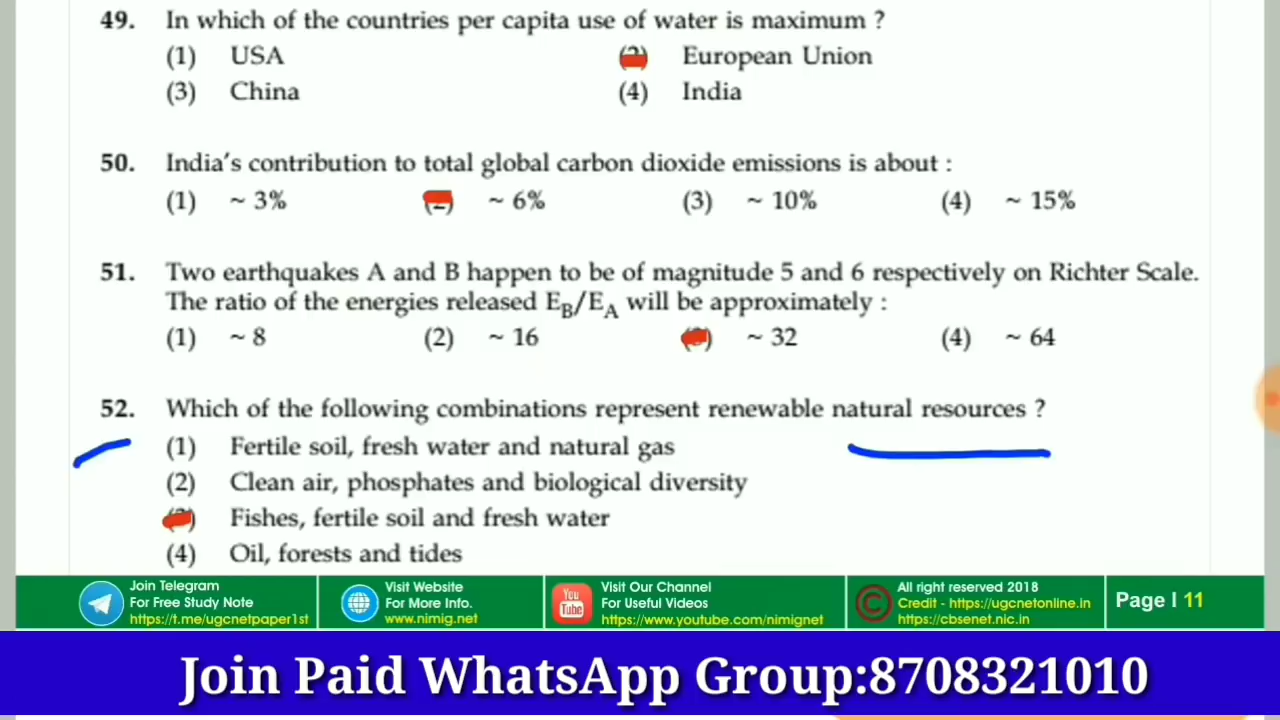 49. In which of the countries per capita use of water is maximum ?
(1) USA (2) European Union
(3) China (4) India
50. India's contribution to total global carbon dioxide emissions is about :
(1) ~ 3% (2) ~ 6% (3) ~ 10% (4) ~ 15%
51. Two earthquakes A and B happen to be of magnitude 5 and 6 respectively on Richter Scale.
The ratio of the energies released E_B/E_A will be approximately :
(1) ~ 8 (2) ~ 16 ~ 32 (4) ~ 64
52. Which of the following combinations represent renewable natural resources ?
(1) Fertile soil, fresh water and natural gas
(2) Clean air, phosphates and biological diversity
Fishes, fertile soil and fresh water
(4) Oil, forests and tides
Join Telegram
For Free Study Note
https://t.me/ugcnetpaper1st
Visit Website
For More Info.
www.nimig.net
You
Tube
Visit Our Channel
For Useful Videos
https://www.youtube.com/nimignet
C
All right reserved 2018
Credit - https://ugcnetonline.in
https://cbsenet.nic.in
Page | 11
Join Paid WhatsApp Group:8708321010